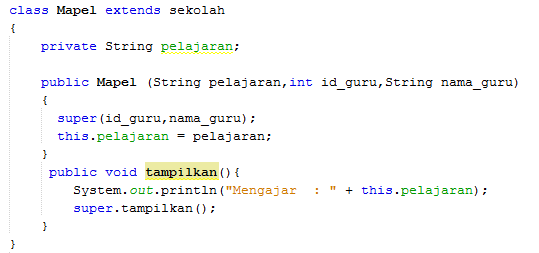 class Mapel extends sekolah
{
    private String pelajaran;

    public Mapel (String pelajaran,int id_guru,String nama_guru)
    {
      super(id_guru,nama_guru);
      this.pelajaran = pelajaran;
    }
     public void tampilkan(){
        System.out.println("Mengajar  : " + this.pelajaran);
        super.tampilkan();
    }
}